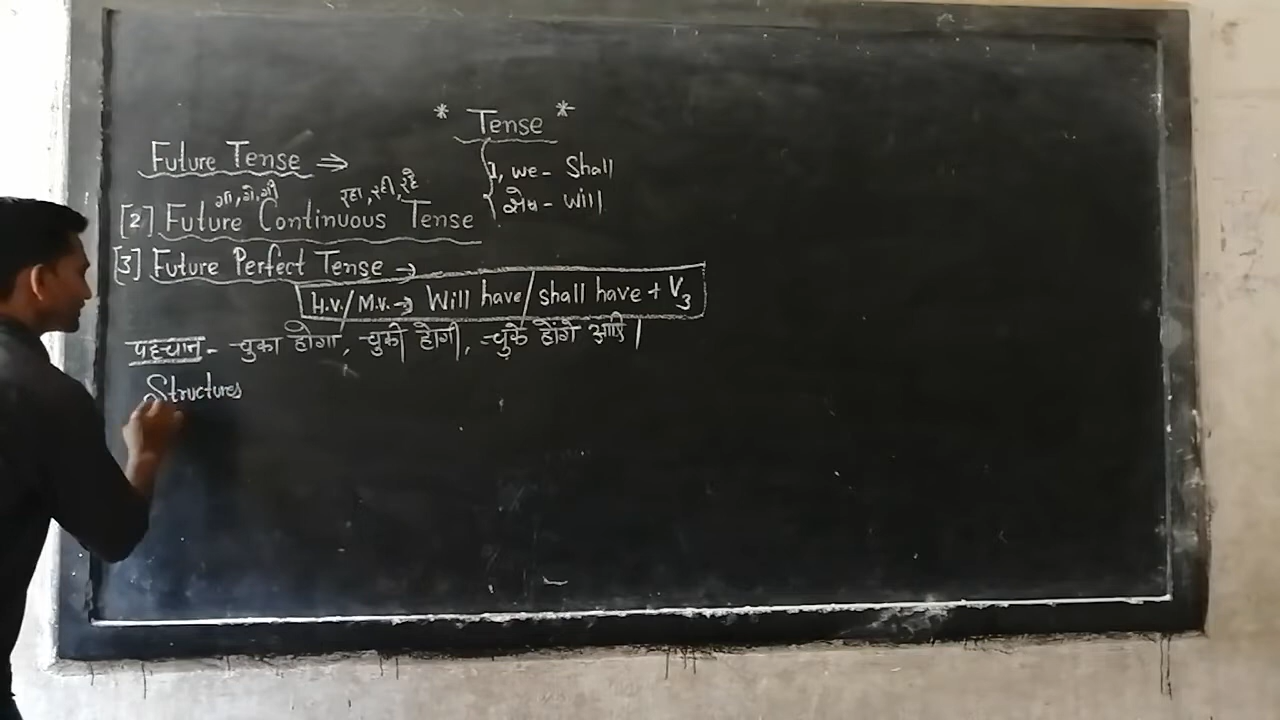 * Tense *
Future Tense ⇒
I, we - Shall
शेष - Will
गा, गे, गी रहा, रही, रहे
[2] Future Continuous Tense
[3] Future Perfect Tense →
H.V./M.V. → Will have/shall have + V3
पहचान - चुका होगा, चुकी होगी, चुके होंगे आदि।
Structures